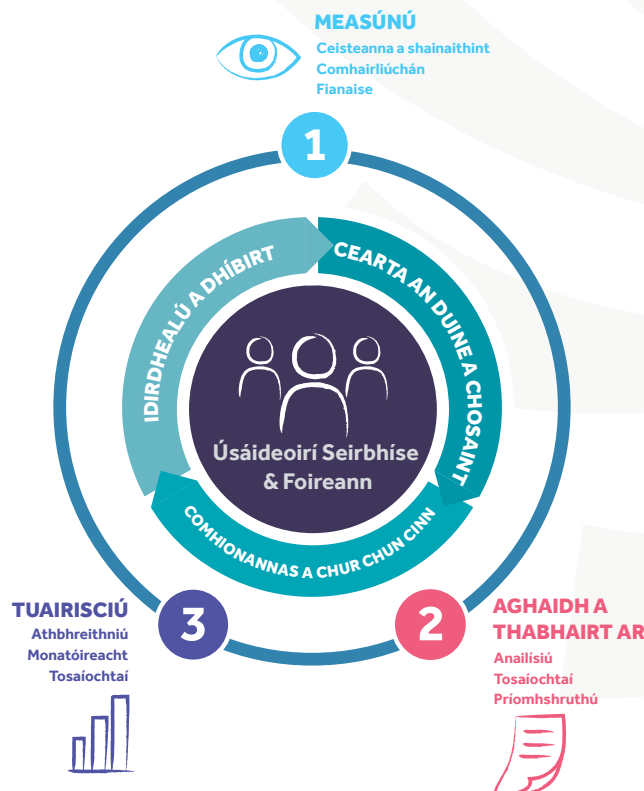 MEASÚNÚ
Ceisteanna a shainaithint
Comhairliúchán
Fianaise
1
IDIRDHEALÚ A DHÍBIRT
CEARTA AN DUINE A CHOSAINT
Úsáideoirí Seirbhíse
& Foireann
COMHIONANNAS A CHUR CHUN CINN
TUAIRISCIÚ
Athbhreithniú
Monatóireacht
Tosaíochtaí
3
2
AGHAIDH A
THABHAIRT AR
Anailísiú
Tosaíochtaí
Príomhshruthú